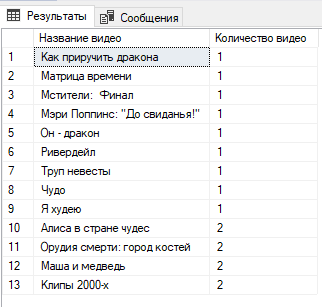 Результаты Сообщения
Название видео Количество видео
1 Как приручить дракона 1
2 Матрица времени 1
3 Мстители: Финал 1
4 Мэри Поппинс: "До свиданья!" 1
5 Он - дракон 1
6 Ривердейл 1
7 Труп невесты 1
8 Чудо 1
9 Я худею 1
10 Алиса в стране чудес 2
11 Орудия смерти: город костей 2
12 Маша и медведь 2
13 Клипы 2000-х 2